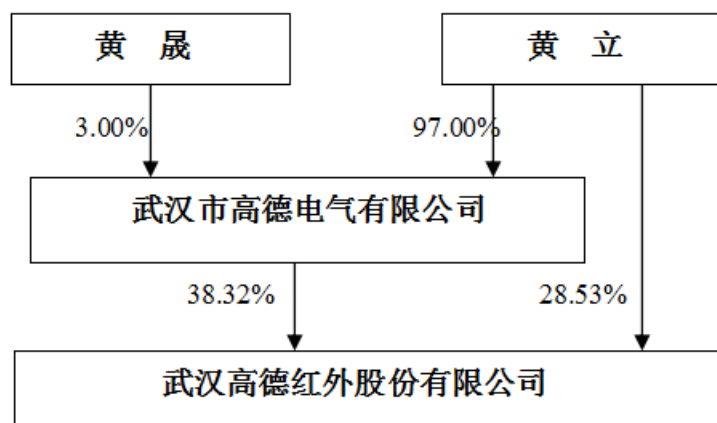 黄 晟
黄 立
3.00%
97.00%
武汉市高德电气有限公司
38.32%
28.53%
武汉高德红外股份有限公司